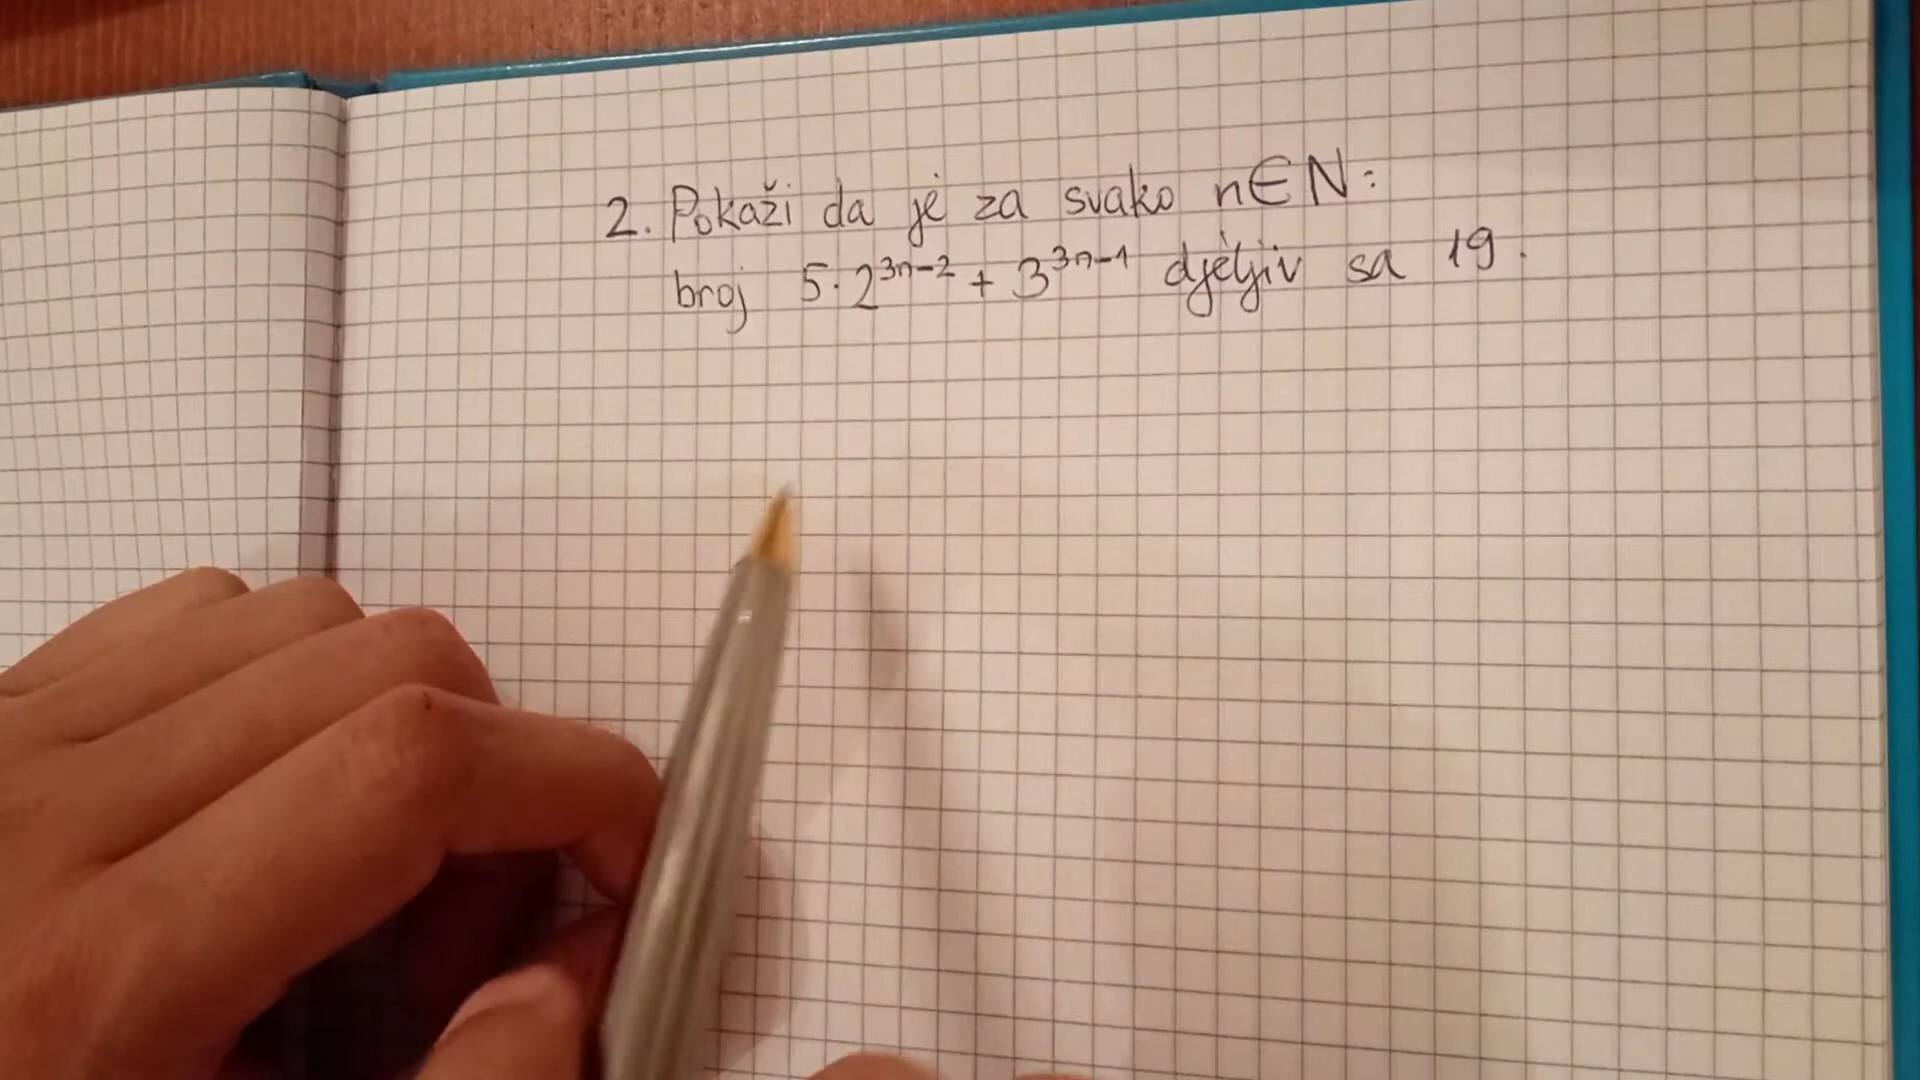 2. Pokaži da je za svako n∈N:
broj 5·2^{3n-2} + 3^{3n-1} djeljiv sa 19.